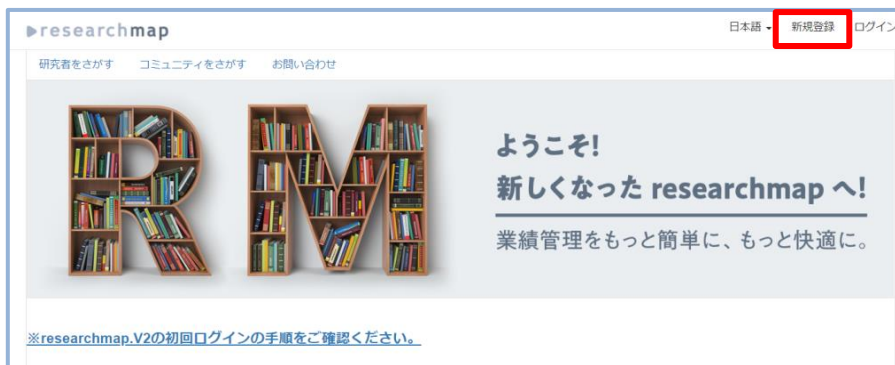 researchmap
日本語 新規登録 ログイン
研究者をさがす コミュニティをさがす お問い合わせ
RM
ようこそ!
新しくなった researchmap へ!
業績管理をもっと簡単に、もっと快適に。
※researchmap.V2の初回ログインの手順をご確認ください。